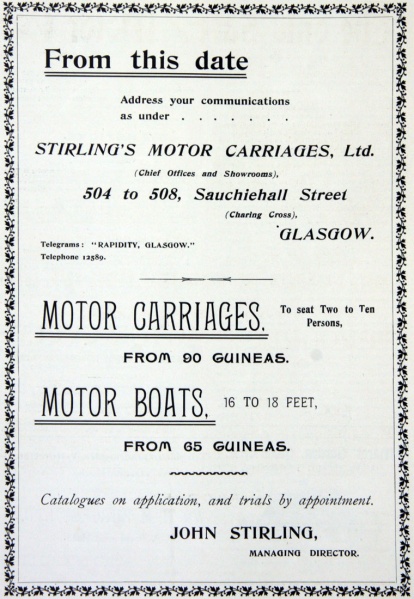 From this date
Address your communications
as under . . . . . . .
STIRLING'S MOTOR CARRIAGES, Ltd.
(Chief Offices and Showrooms),
504 to 508, Sauchiehall Street
(Charing Cross),
GLASGOW.
Telegrams: "RAPIDITY, GLASGOW."
Telephone 12589.
MOTOR CARRIAGES, To seat Two to Ten
Persons,
FROM 90 GUINEAS.
MOTOR BOATS, 16 TO 18 FEET,
FROM 65 GUINEAS.
Catalogues on application, and trials by appointment.
JOHN STIRLING,
MANAGING DIRECTOR.